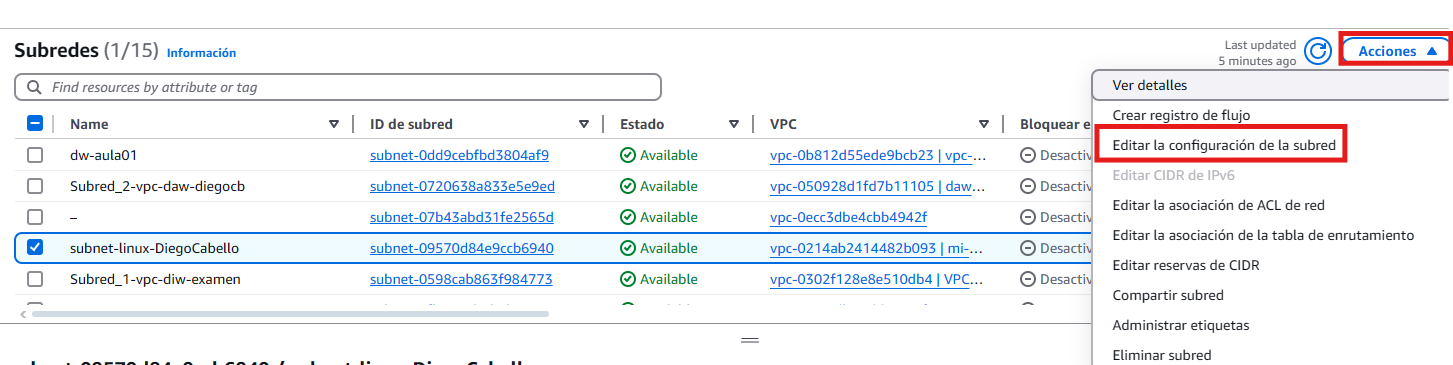 Subredes (1/15) Información
Last updated
5 minutes ago
Acciones
Find resources by attribute or tag
Ver detalles
Crear registro de flujo
Editar la configuración de la subred
Editar CIDR de IPv6
Editar la asociación de ACL de red
Editar la asociación de la tabla de enrutamiento
Editar reservas de CIDR
Compartir subred
Administrar etiquetas
Eliminar subred
Name ID de subred Estado VPC Bloquear e
dw-aula01 subnet-0dd9cebfbd3804af9 Available vpc-0b812d55ede9bcb23 | vpc-... Desactiv
Subred_2-vpc-daw-diegocb subnet-0720638a833e5e9ed Available vpc-050928d1fd7b11105 | daw... Desactiv
– subnet-07b43abd31fe2565d Available vpc-0ecc3dbe4cbb4942f Desactiv
subnet-linux-DiegoCabello subnet-09570d84e9ccb6940 Available vpc-0214ab2414482b093 | mi-... Desactiv
Subred_1-vpc-diw-examen subnet-0598cab863f984773 Available vpc-0302f128e8e510db4 | VPC... Desactiv